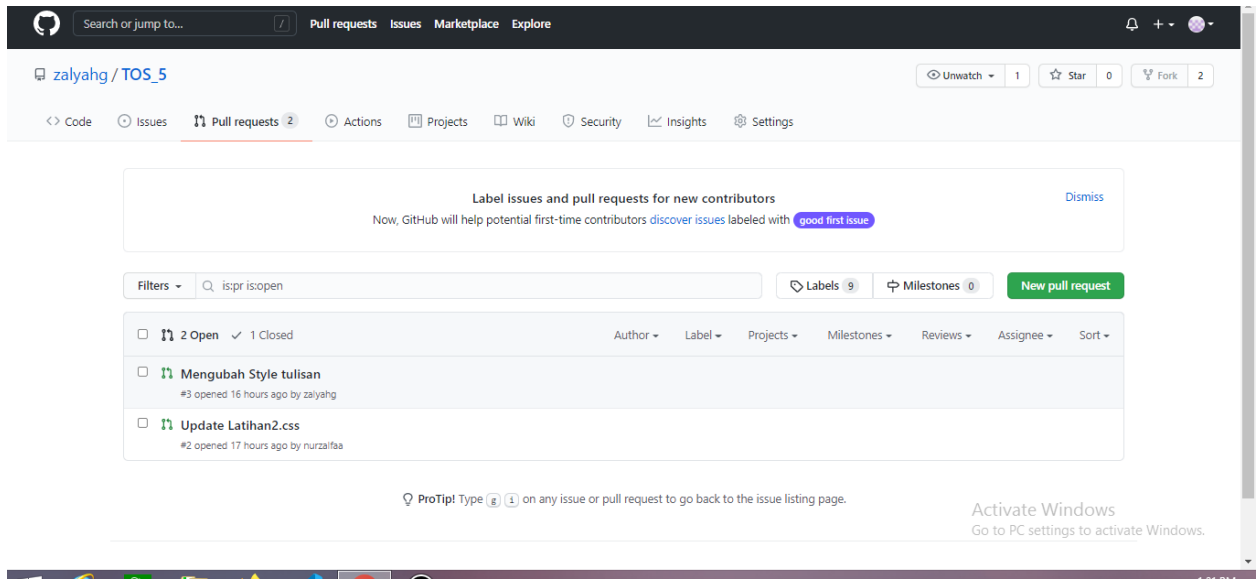 Search or jump to... / Pull requests Issues Marketplace Explore
zalyahg / TOS_5 Unwatch 1 Star 0 Fork 2
Code Issues Pull requests 2 Actions Projects Wiki Security Insights Settings
Label issues and pull requests for new contributors Dismiss
Now, GitHub will help potential first-time contributors discover issues labeled with good first issue
Filters is:pr is:open Labels 9 Milestones 0 New pull request
2 Open 1 Closed Author Label Projects Milestones Reviews Assignee Sort
Mengubah Style tulisan
#3 opened 16 hours ago by zalyahg
Update Latihan2.css
#2 opened 17 hours ago by nurzalfaa
ProTip! Type g i on any issue or pull request to go back to the issue listing page.
Activate Windows
Go to PC settings to activate Windows.